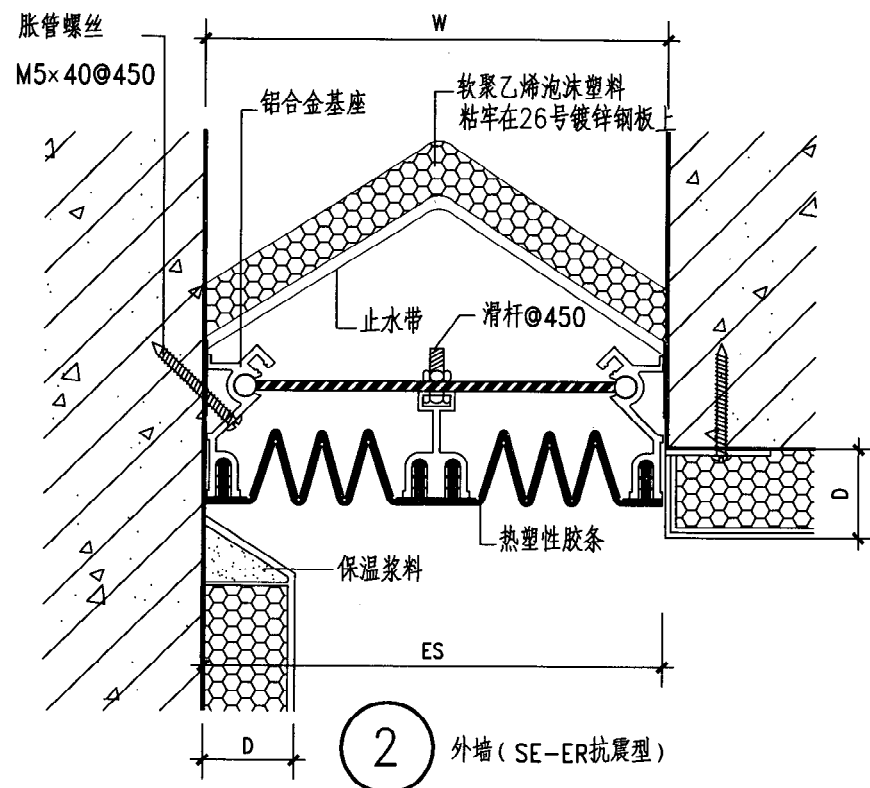 胀管螺丝
M5×40@450
W
铝合金基座
软聚乙烯泡沫塑料
粘牢在26号镀锌钢板上
止水带
滑杆@450
D
热塑性胶条
保温浆料
ES
D
2
外墙(SE-ER抗震型)